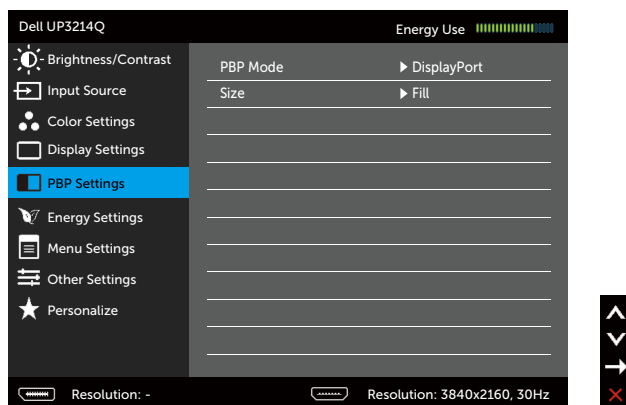 Dell UP3214Q
Energy Use
Brightness/Contrast
Input Source
Color Settings
Display Settings
PBP Settings
Energy Settings
Menu Settings
Other Settings
Personalize
PBP Mode DisplayPort
Size Fill
Resolution: -
Resolution: 3840x2160, 30Hz